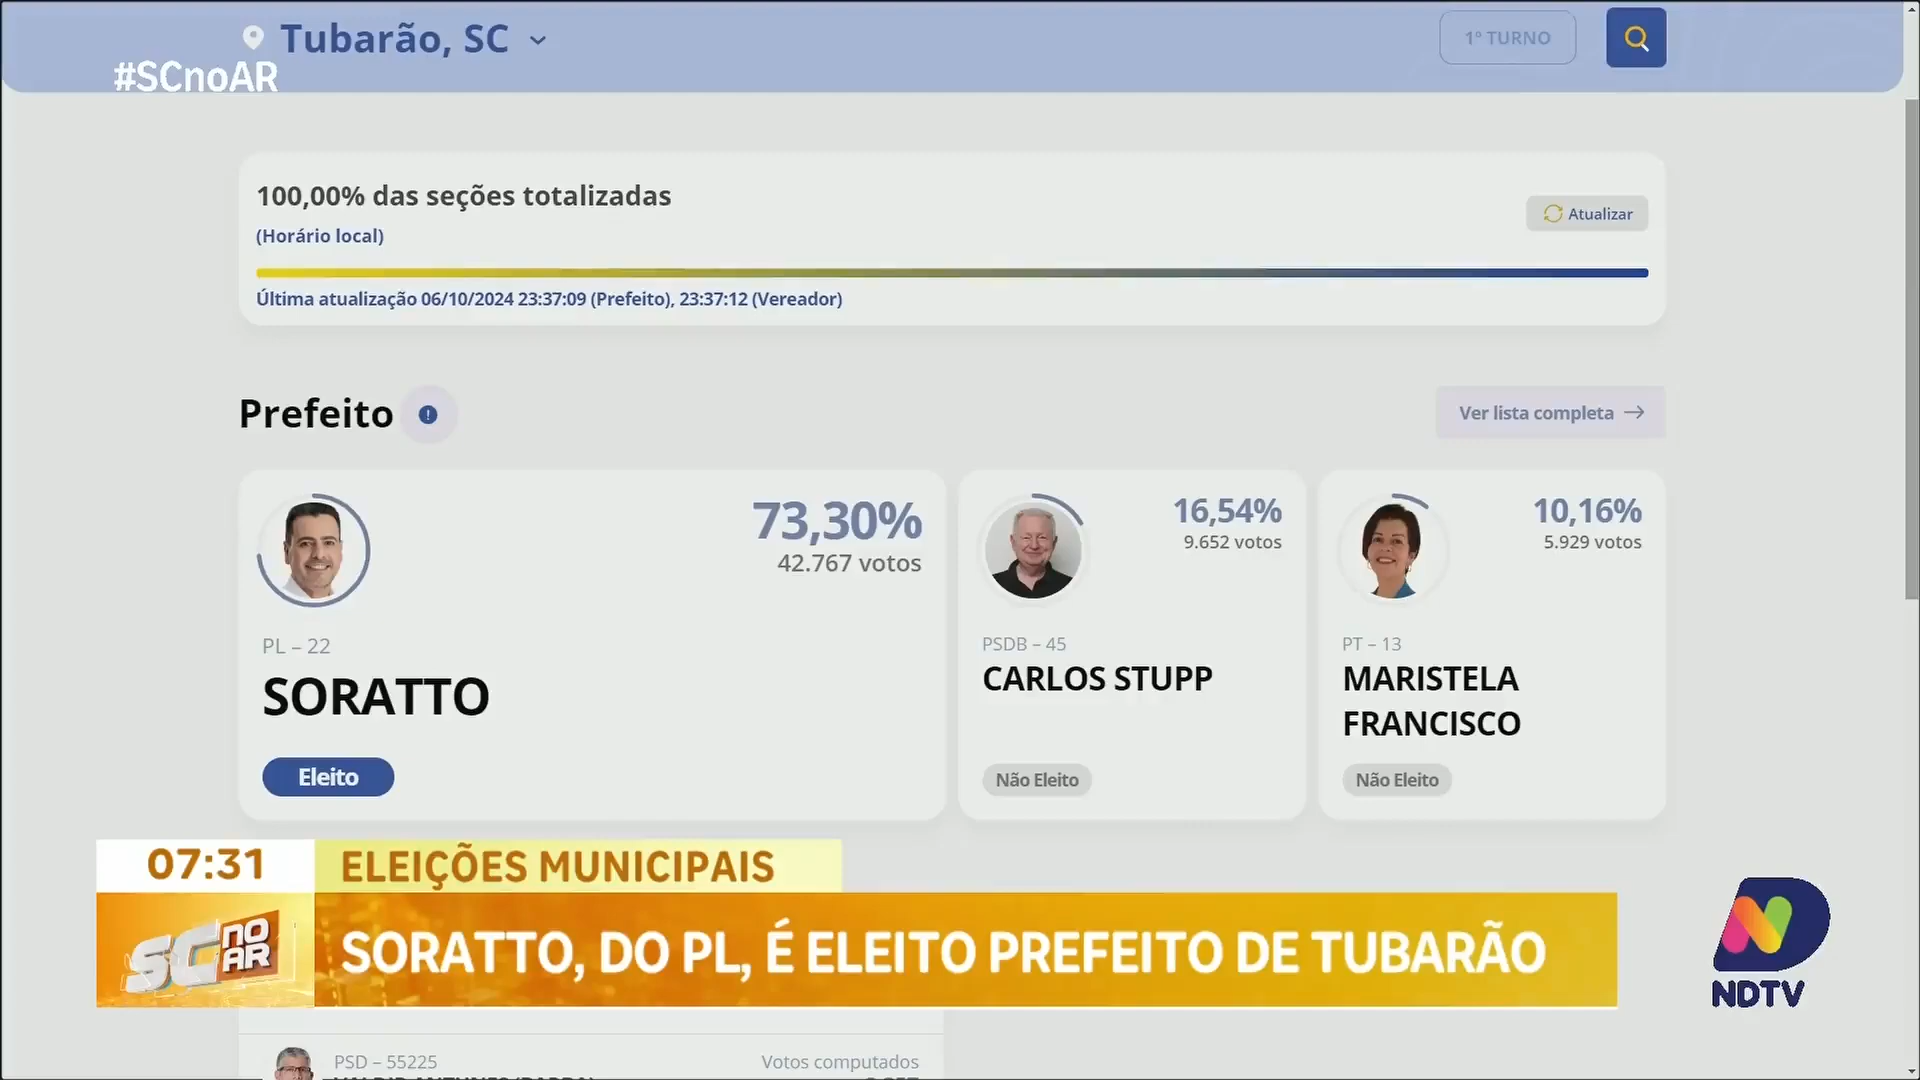 Tubarão, SC
1º TURNO
#SCnoAR
100,00% das seções totalizadas
(Horário local)
Atualizar
Última atualização 06/10/2024 23:37:09 (Prefeito), 23:37:12 (Vereador)
Prefeito
Ver lista completa
73,30%
42.767 votos
PL – 22
SORATTO
Eleito
16,54%
9.652 votos
PSDB – 45
CARLOS STUPP
Não Eleito
10,16%
5.929 votos
PT – 13
MARISTELA
FRANCISCO
Não Eleito
07:31
ELEIÇÕES MUNICIPAIS
SC NO AR
SORATTO, DO PL, É ELEITO PREFEITO DE TUBARÃO
NDTV
PSD – 55225
Votos computados